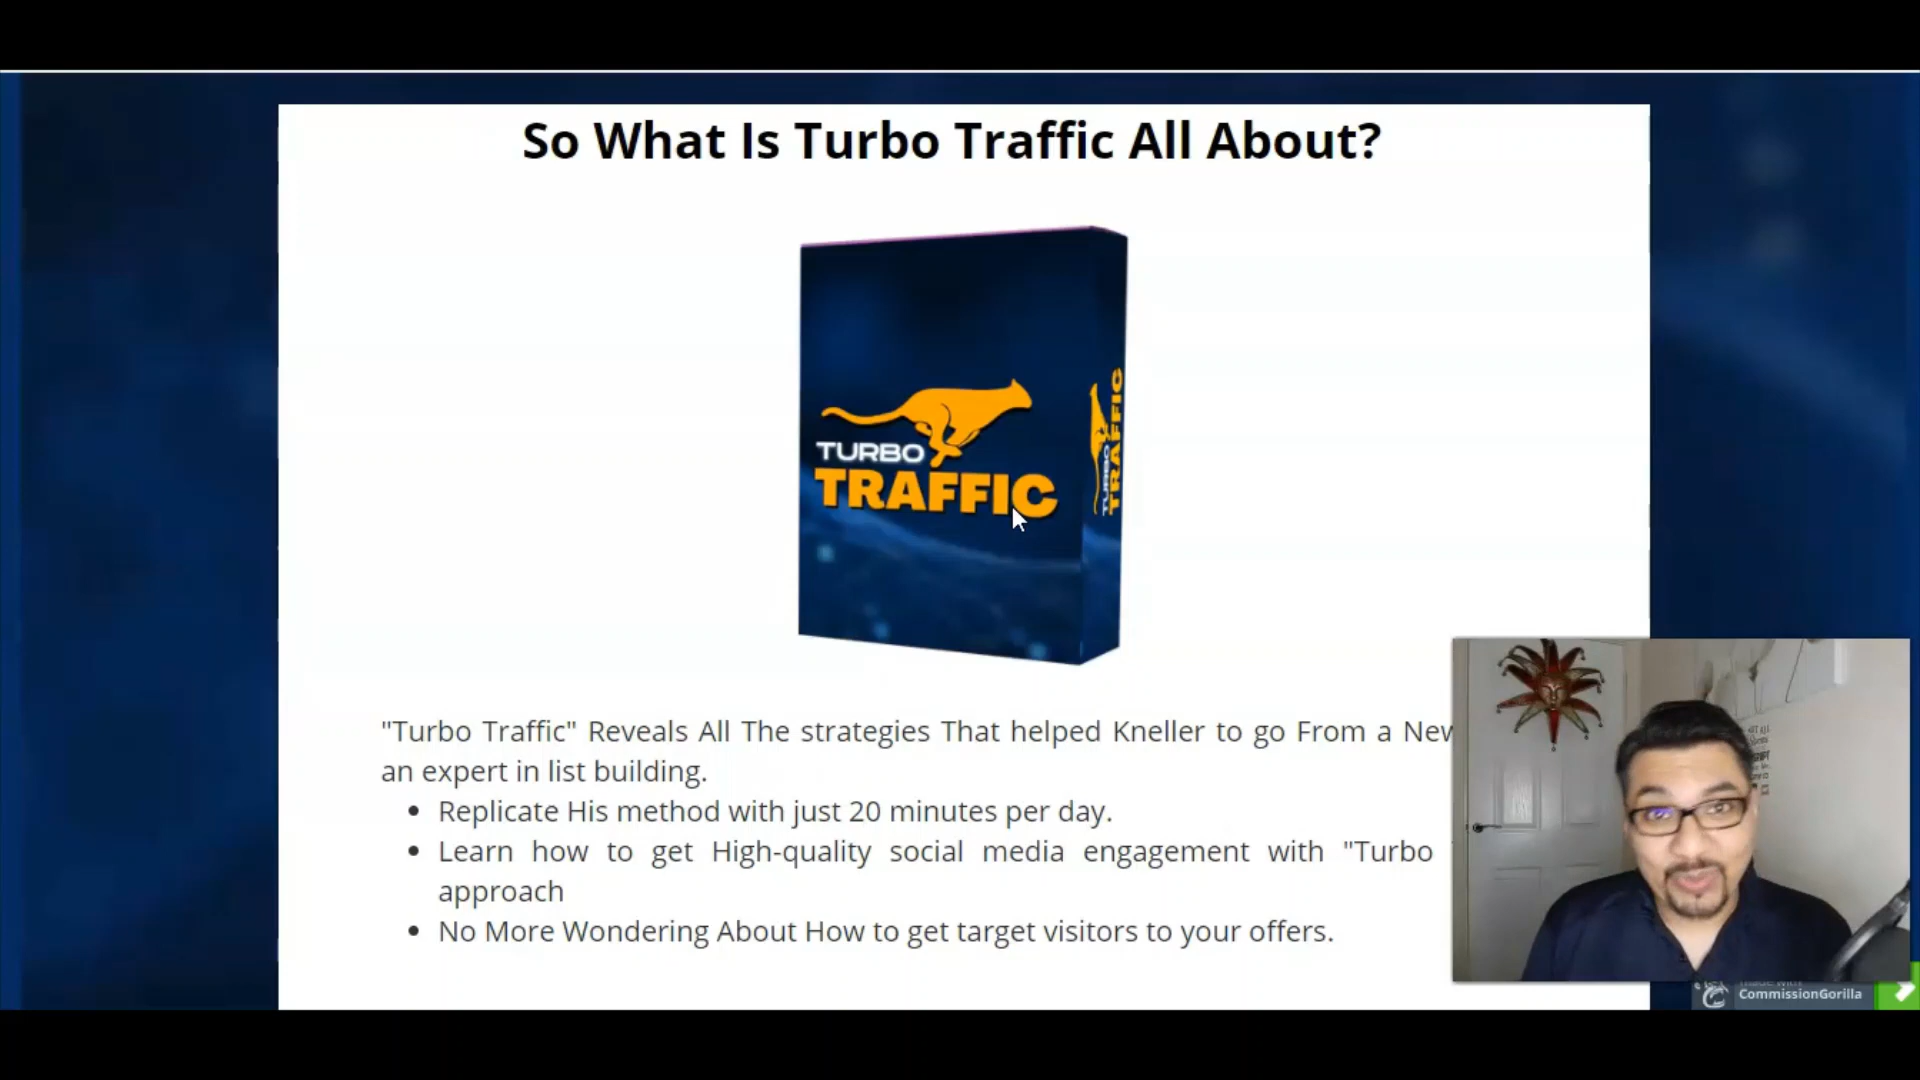 So What Is Turbo Traffic All About?
TURBO
TRAFFIC
TURBO
TRAFFIC
"Turbo Traffic" Reveals All The strategies That helped Kneller to go From a New
an expert in list building.
• Replicate His method with just 20 minutes per day.
• Learn how to get High-quality social media engagement with "Turbo
approach
• No More Wondering About How to get target visitors to your offers.
CommissionGorilla